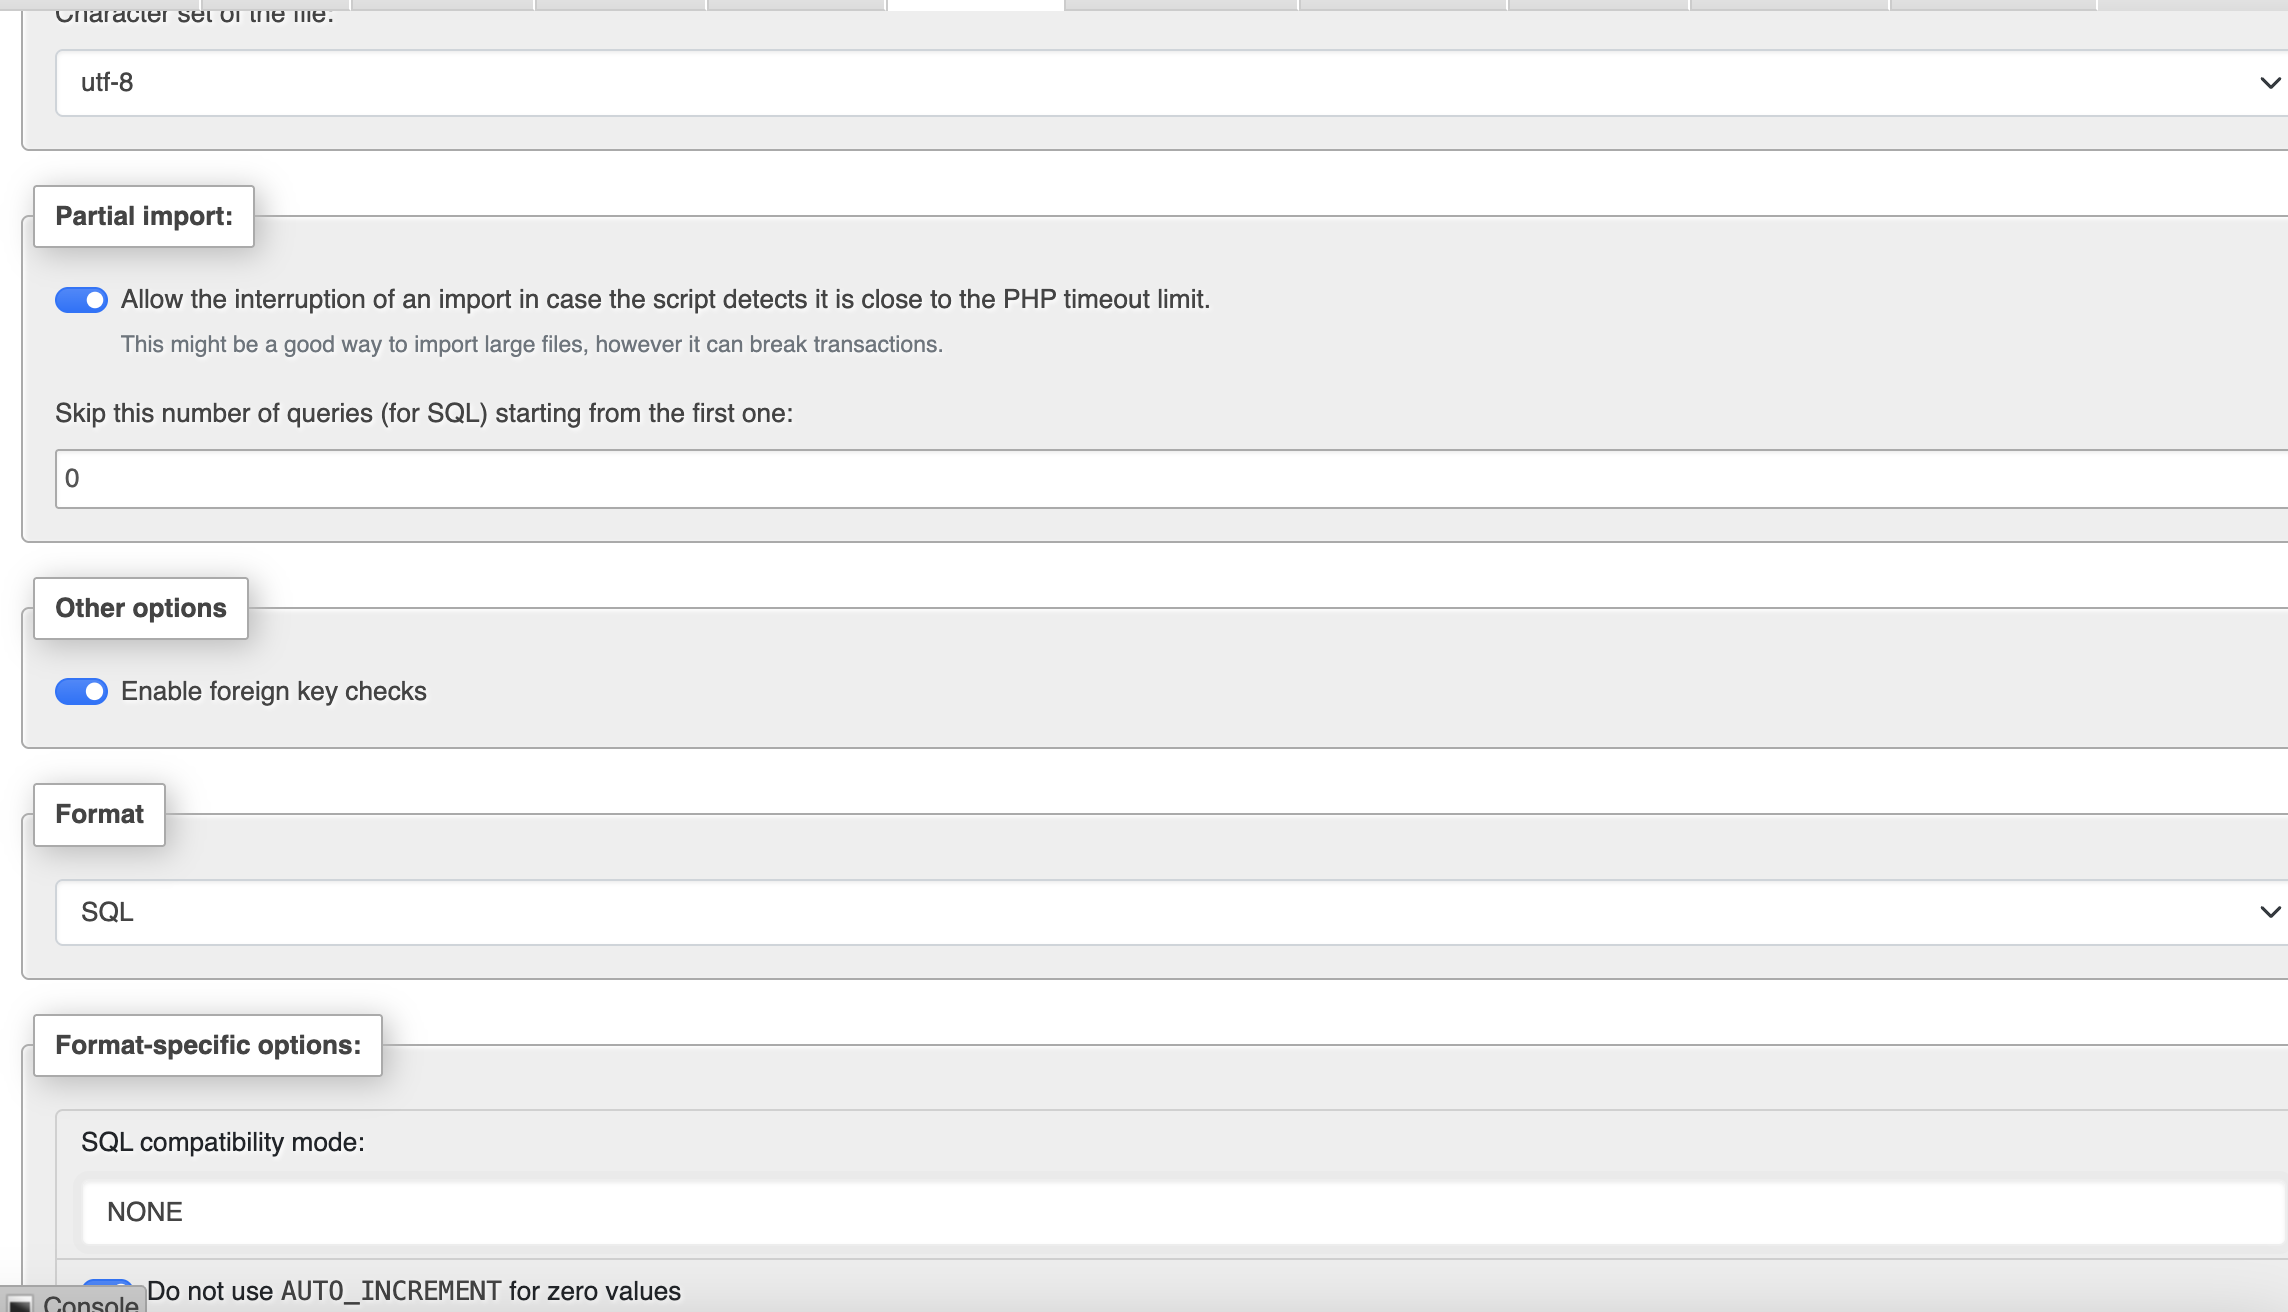 Character set of the file:
utf-8
Partial import:
Allow the interruption of an import in case the script detects it is close to the PHP timeout limit.
This might be a good way to import large files, however it can break transactions.
Skip this number of queries (for SQL) starting from the first one:
0
Other options
Enable foreign key checks
Format
SQL
Format-specific options:
SQL compatibility mode:
NONE
Do not use AUTO_INCREMENT for zero values
Console